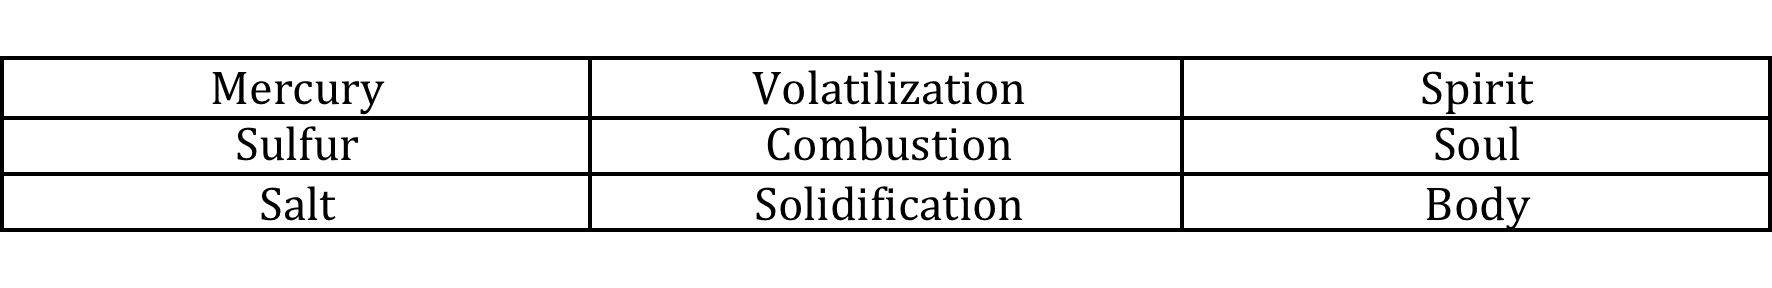 Mercury Volatilization Spirit
Sulfur Combustion Soul
Salt Solidification Body